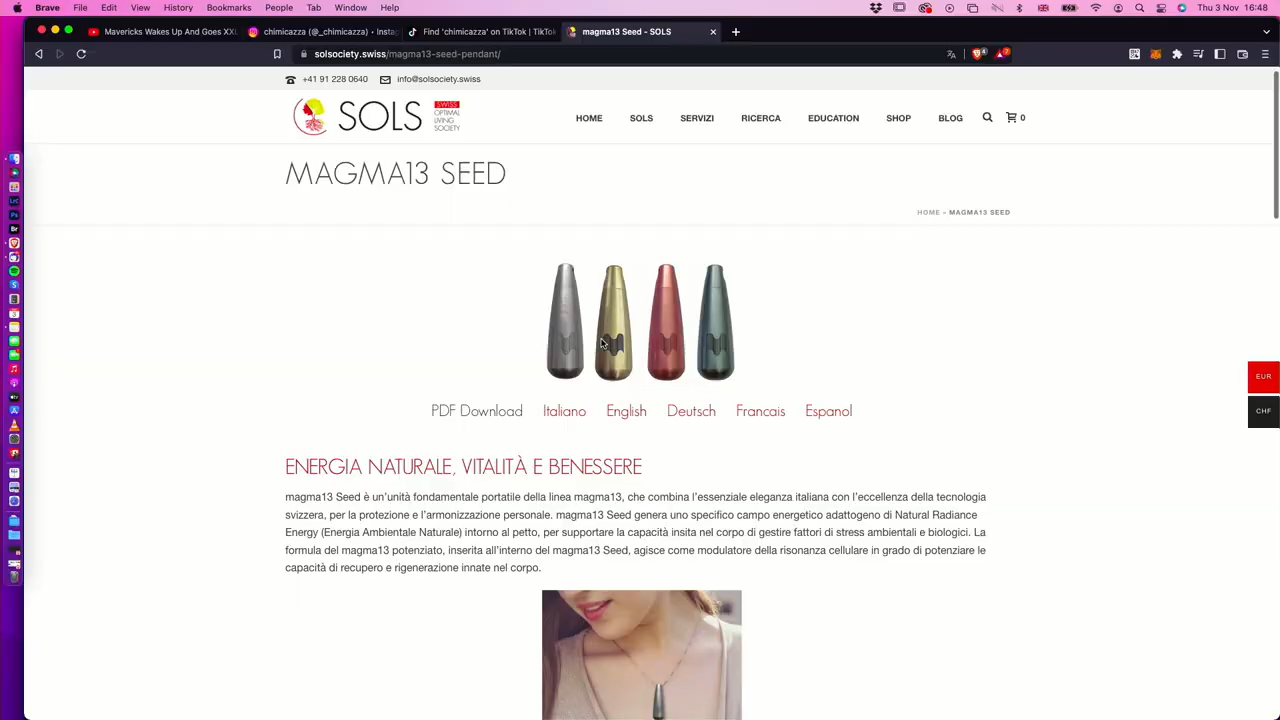 History
Bookmarks
People
Tab
Window
Help
Thu 3 Nov 16:48
Mavericks Wakes Up And Goes XXL
chimicazza (@_chimicazza) • Insta
Find 'chimicazza' on TikTok | TikTok
magma13 Seed - SOLS
solsociety.swiss/magma13-seed-pendant/
+41 91 228 0640
info@solsociety.swiss
SOLS
SWISS
OPTIMAL
LIVING
SOCIETY
HOME
SOLS
SERVIZI
RICERCA
EDUCATION
SHOP
BLOG
0
MAGMA13 SEED
HOME » MAGMA13 SEED
PDF Download Italiano English Deutsch Francais Espanol
EUR
CHF
ENERGIA NATURALE, VITALITÀ E BENESSERE
magma13 Seed è un'unità fondamentale portatile della linea magma13, che combina l'essenziale eleganza italiana con l'eccellenza della tecnologia
svizzera, per la protezione e l'armonizzazione personale. magma13 Seed genera uno specifico campo energetico adattogeno di Natural Radiance
Energy (Energia Ambientale Naturale) intorno al petto, per supportare la capacità insita nel corpo di gestire fattori di stress ambientali e biologici. La
formula del magma13 potenziato, inserita all'interno del magma13 Seed, agisce come modulatore della risonanza cellulare in grado di potenziare le
capacità di recupero e rigenerazione innate nel corpo.